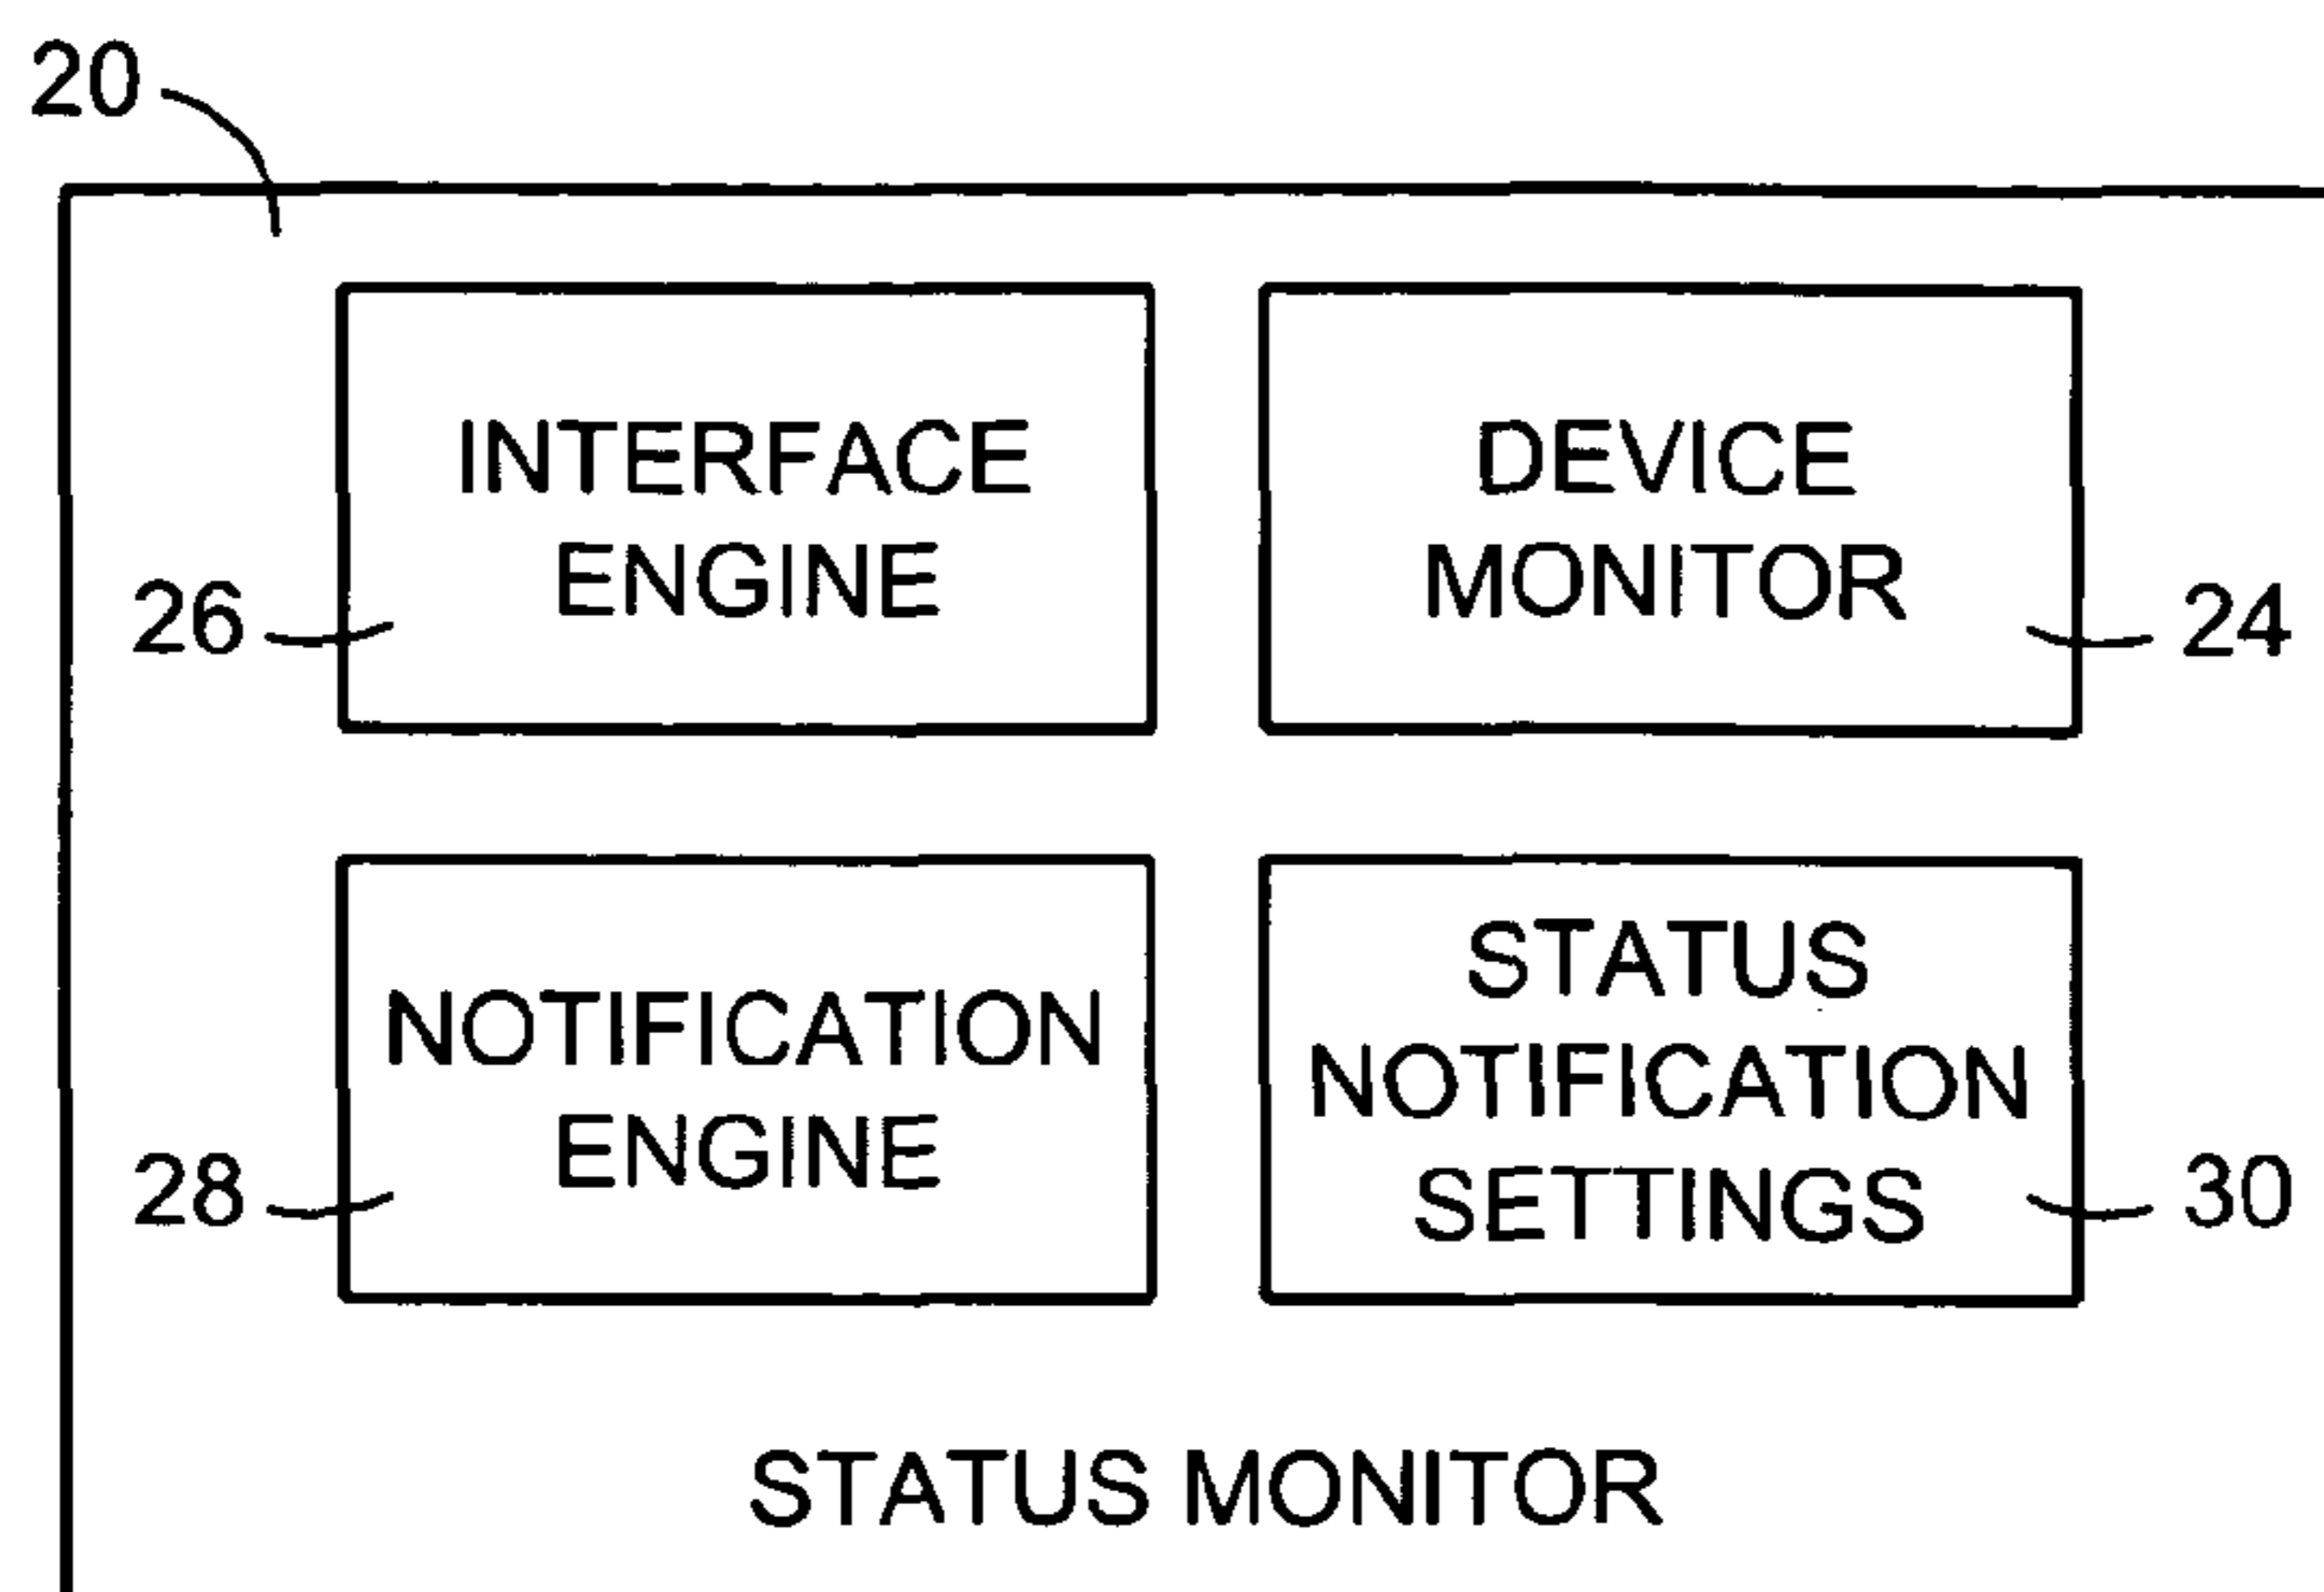 20
INTERFACE
ENGINE
26
DEVICE
MONITOR
24
NOTIFICATION
ENGINE
28
STATUS
NOTIFICATION
SETTINGS
30
STATUS MONITOR